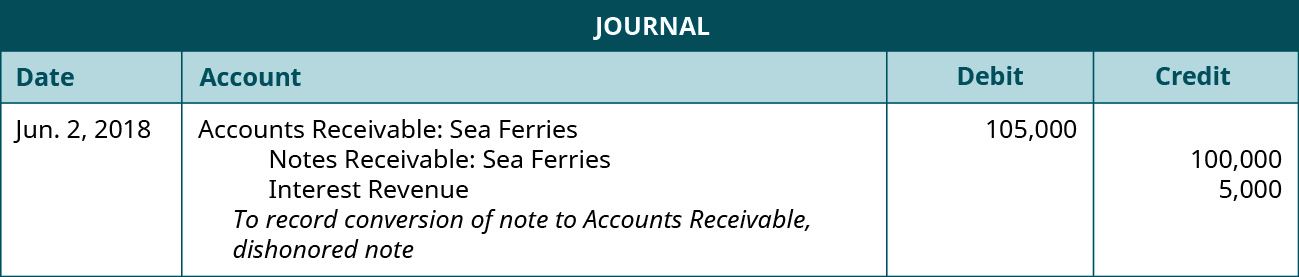 JOURNAL
Date Account Debit Credit
Jun. 2, 2018 Accounts Receivable: Sea Ferries 105,000
Notes Receivable: Sea Ferries 100,000
Interest Revenue 5,000
To record conversion of note to Accounts Receivable,
dishonored note